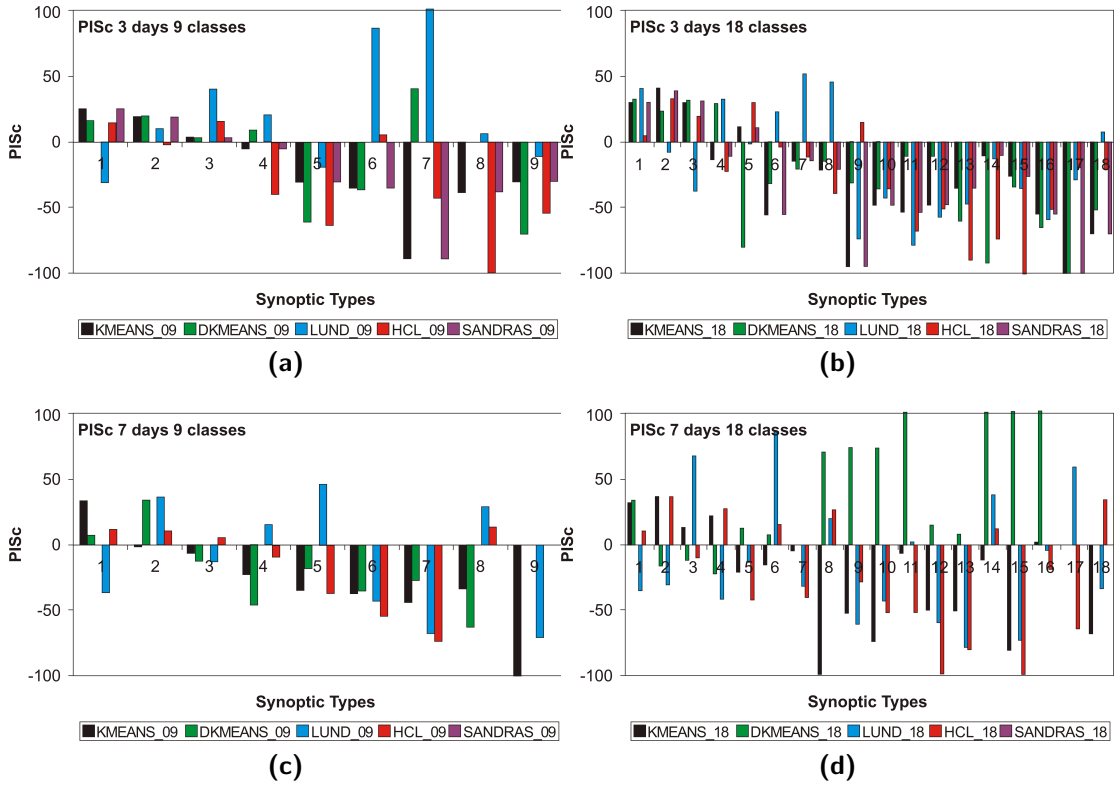 PISc 3 days 9 classes
100
50
0
-50
-100
PISc
1 2 3 4 5 6 7 8 9
Synoptic Types
KMEANS_09 DKMEANS_09 LUND_09 HCL_09 SANDRAS_09
(a)
PISc 3 days 18 classes
100
50
0
-50
-100
PISc
1 2 3 4 5 6 7 8 9 10 11 12 13 14 15 16 17 18
Synoptic Types
KMEANS_18 DKMEANS_18 LUND_18 HCL_18 SANDRAS_18
(b)
PISc 7 days 9 classes
100
50
0
-50
-100
PISc
1 2 3 4 5 6 7 8 9
Synoptic Types
KMEANS_09 DKMEANS_09 LUND_09 HCL_09 SANDRAS_09
(c)
PISc 7 days 18 classes
100
50
0
-50
-100
PISc
1 2 3 4 5 6 7 8 9 10 11 12 13 14 15 16 17 18
Synoptic Types
KMEANS_18 DKMEANS_18 LUND_18 HCL_18 SANDRAS_18
(d)